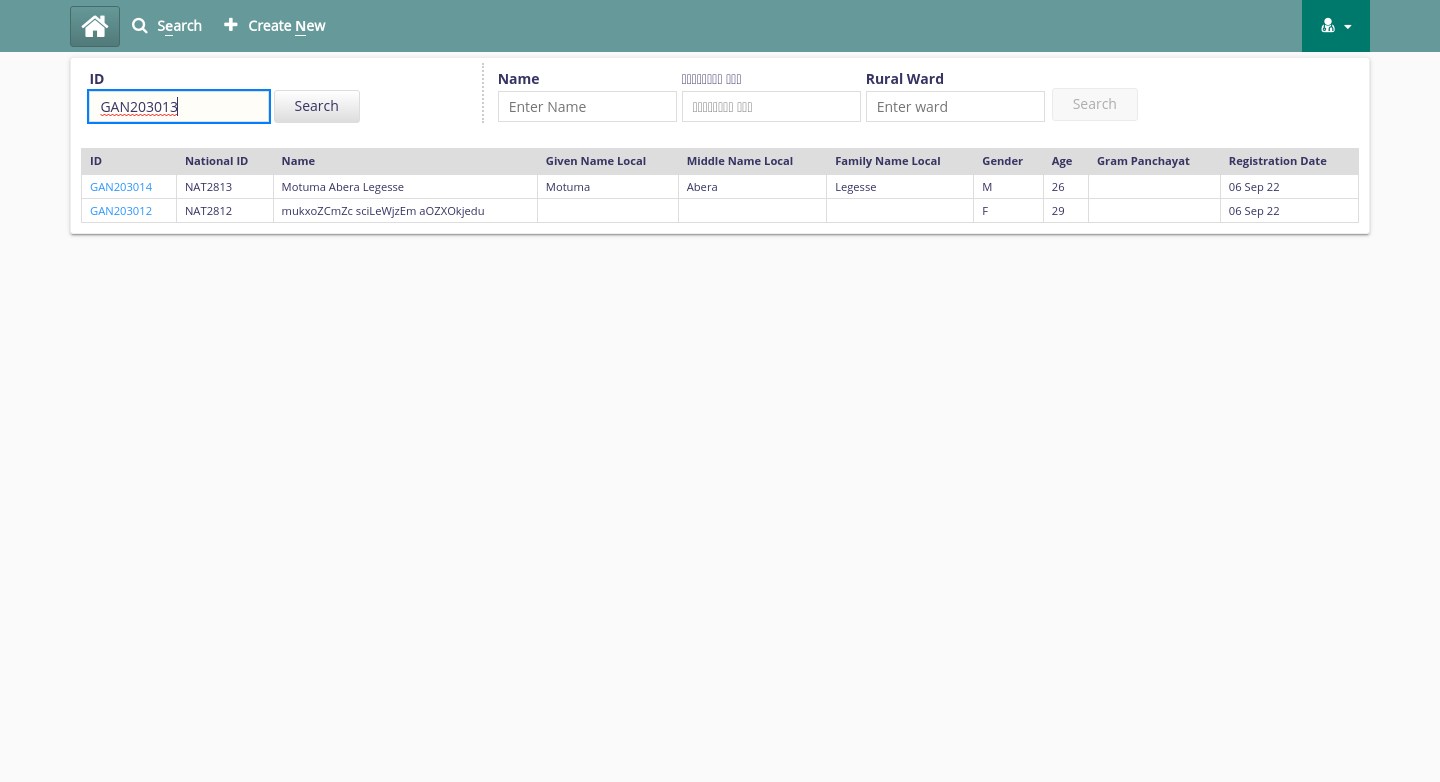 Search
Create New
ID
GAN203013
Search
Name
Enter Name
Rural Ward
Enter ward
Search
ID National ID Name Given Name Local Middle Name Local Family Name Local Gender Age Gram Panchayat Registration Date
GAN203014 NAT2813 Motuma Abera Legesse Motuma Abera Legesse M 26 06 Sep 22
GAN203012 NAT2812 mukxoZCmZc sciLeWjzEm aOZXOkjedu F 29 06 Sep 22